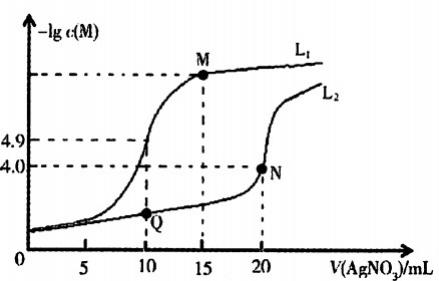 -lg c(M)
M
L₁
L₂
4.9
4.0
N
Q
0
5
10
15
20
V(AgNO₃)/mL